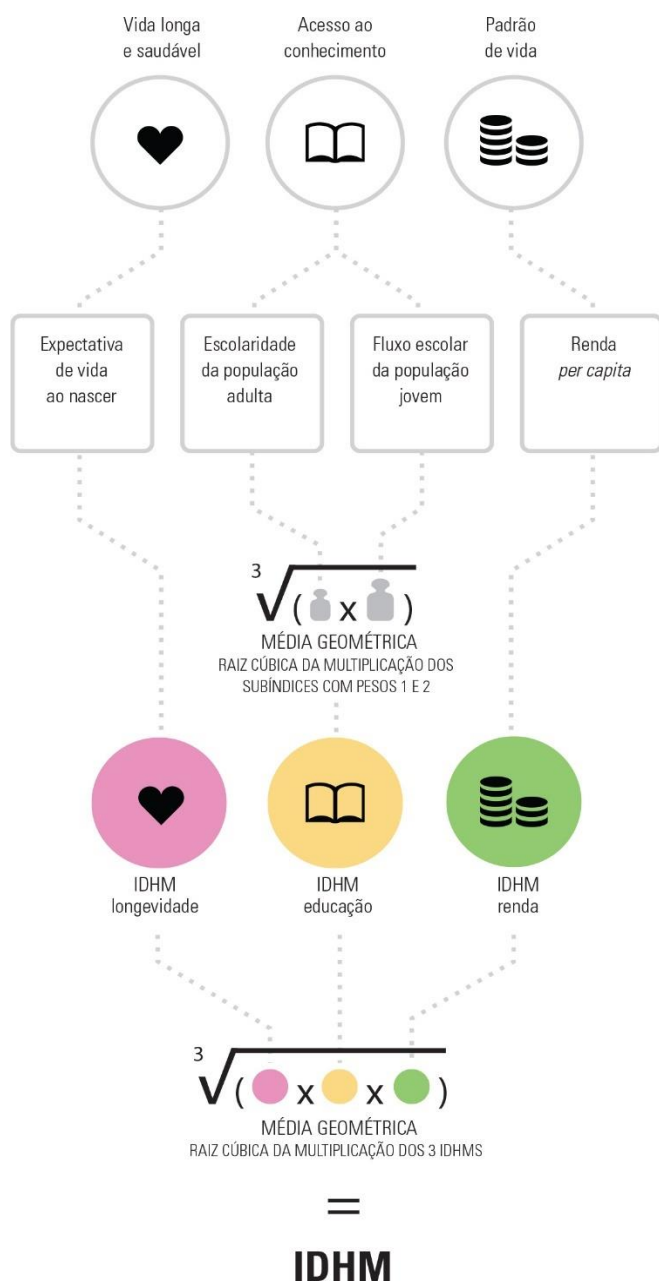 Vida longa
e saudável
Acesso ao
conhecimento
Padrão
de vida
Expectativa
de vida
ao nascer
Escolaridade
da população
adulta
Fluxo escolar
da população
jovem
Renda
per capita
3
√( x )
MÉDIA GEOMÉTRICA
RAIZ CÚBICA DA MULTIPLICAÇÃO DOS
SUBÍNDICES COM PESOS 1 E 2
IDHM
longevidade
IDHM
educação
IDHM
renda
3
√( x x )
MÉDIA GEOMÉTRICA
RAIZ CÚBICA DA MULTIPLICAÇÃO DOS 3 IDHMS
=
IDHM